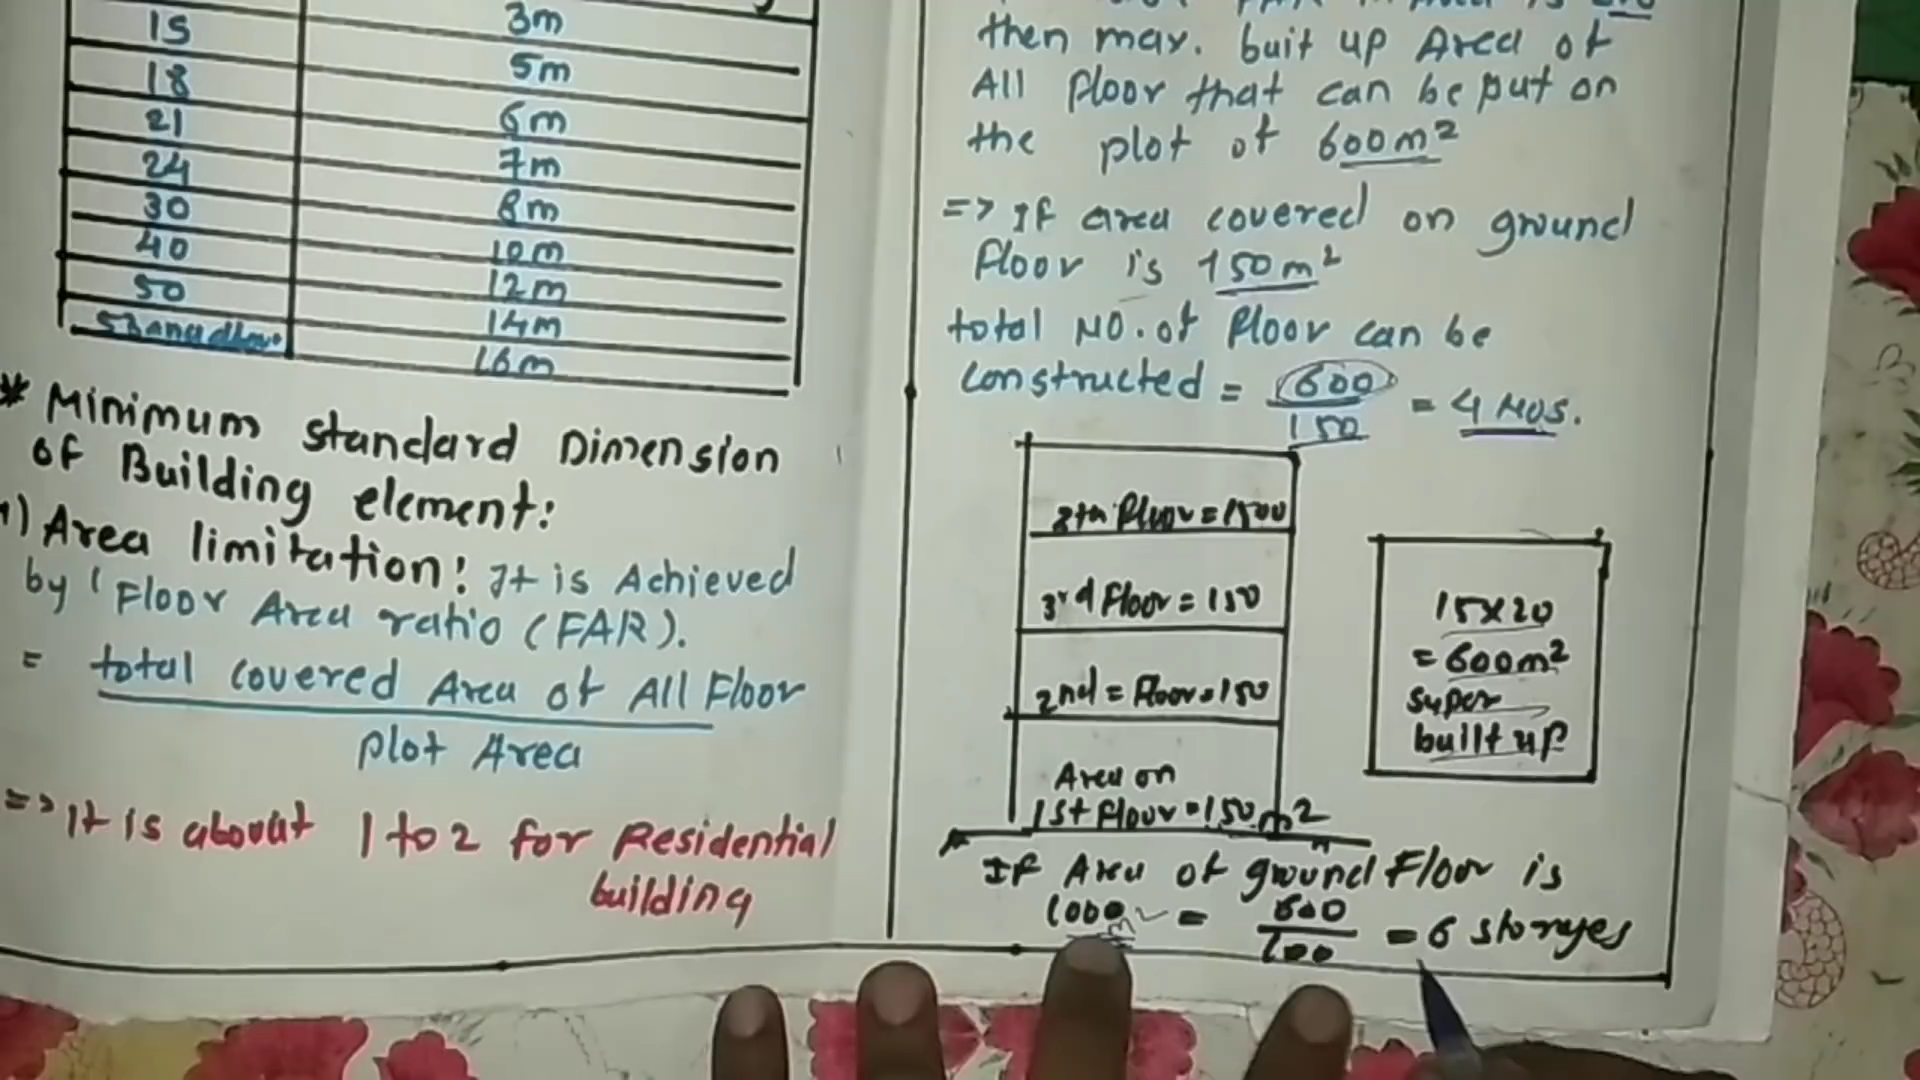 15 3m
18 5m
21 6m
24 7m
30 8m
40 10m
50 12m
14m
16m
* Minimum standard Dimension
of Building element:
1) Area limitation: It is Achieved
by 'Floor Area ratio (FAR).
= total covered Area of All Floor
plot Area
=> It is about 1 to 2 for Residential
building
then max. buit up Area of
All floor that can be put on
the plot of 600m²
=> If area covered on ground
floor is 150m²
total NO. of floor can be
constructed = 600
150
= 4 Nos.
3rd Floor = 150
2nd = Floor = 150
Area on
1st Floor = 150 m2
15x20
= 600m²
super
built up
If Area of ground Floor is
1000m² = 600
100
= 6 storyes